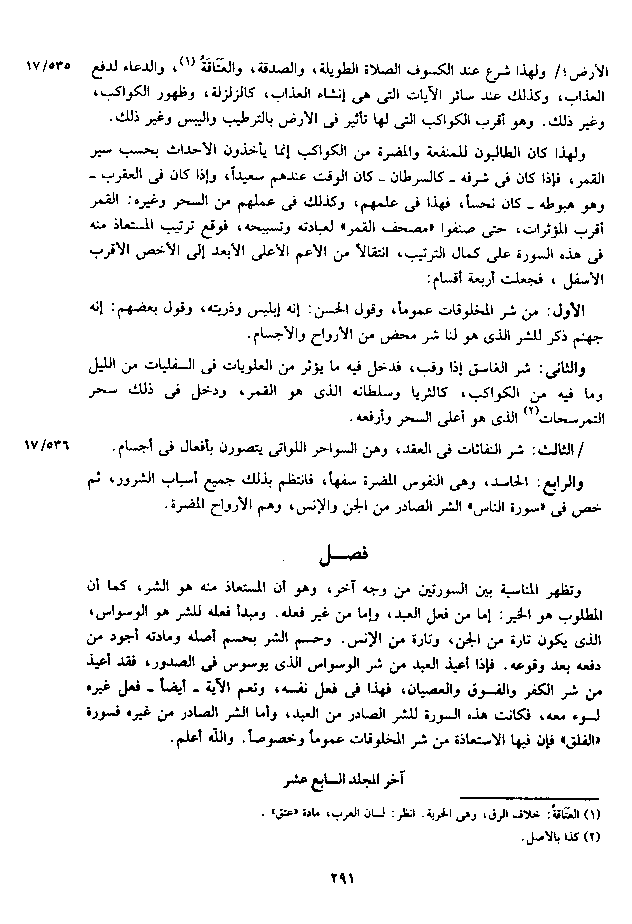 ١٧/٥٣٥ الأرض؛/ ولهذا شرع عند الكسوف الصلاة الطويلة، والصدقة، والعَتَاقَةُ(١)، والدعاء لدفع
العذاب، وكذلك عند سائر الآيات التى هى إنشاء العذاب، كالزلزلة، وظهور الكواكب،
وغير ذلك. وهو أقرب الكواكب التى لها تأثير فى الأرض بالترطيب واليبس وغير ذلك.
ولهذا كان الطالبون للمنفعة والمضرة من الكواكب إنما يأخذون الأحداث بحسب سير
القمر، فإذا كان فى شرفه ـ كالسرطان ـ كان الوقت عندهم سعيداً، وإذا كان فى العقرب ـ
وهو هبوطه ـ كان نحساً، فهذا فى علمهم، وكذلك فى عملهم من السحر وغيره: القمر
أقرب المؤثرات، حتى صنفوا «مصحف القمر» لعبادته وتسبيحه، فوقع ترتيب المستعاذ منه
فى هذه السورة على كمال الترتيب، انتقالاً من الأعم الأعلى الأبعد إلى الأخص الأقرب
الأسفل ، فجعلت أربعة أقسام:
الأول: من شر المخلوقات عموماً، وقول الحسن: إنه إبليس وذريته، وقول بعضهم: إنه
جهنم ذكر للشر الذى هو لنا شر محض من الأرواح والأجسام.
والثانى: شر الغاسق إذا وقب، فدخل فيه ما يؤثر من العلويات فى السفليات من الليل
وما فيه من الكواكب، كالثريا وسلطانه الذى هو القمر، ودخل فى ذلك سحر
التمرسحات(٢) الذى هو أعلى السحر وأرفعه.
١٧/٥٣٦ / الثالث: شر النفاثات فى العقد، وهن السواحر اللواتى يتصورون بأفعال فى أجسام.
والرابع: الحاسد، وهى النفوس المضرة سفهاً، فانتظم بذلك جميع أسباب الشرور، ثم
خص فى «سورة الناس» الشر الصادر من الجن والإنس، وهم الأرواح المضرة.
فصــل
وتظهر المناسبة بين السورتين من وجه آخر، وهو أن المستعاذ منه هو الشر، كما أن
المطلوب هو الخير: إما من فعل العبد، وإما من غير فعله. ومبدأ فعله للشر هو الوسواس،
الذى يكون تارة من الجن، وتارة من الإنس. وحسم الشر بحسم أصله ومادته أجود من
دفعه بعد وقوعه. فإذا أعيذ العبد من شر الوسواس الذى يوسوس فى الصدور، فقد أعيذ
من شر الكفر والفسوق والعصيان، فهذا فى فعل نفسه، وتعم الآية ـ أيضاً ـ فعل غيره
لسوء معه، فكانت هذه السورة للشر الصادر من العبد، وأما الشر الصادر من غيره فسورة
«الفلق» فإن فيها الاستعاذة من شر المخلوقات عموماً وخصوصاً. والله أعلم.
آخر المجلد السابع عشر
(١) العَتَاقَةُ: خلاف الرق، وهى الحرية. انظر: لسان العرب، مادة «عتق» .
(٢) كذا بالأصل.
٢٩١